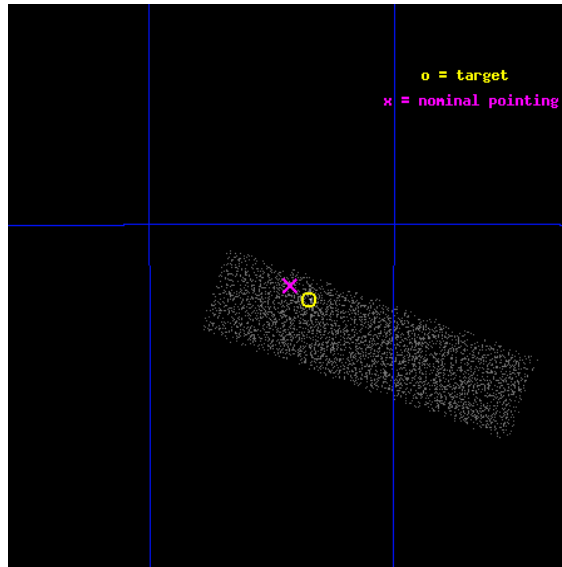 o = target
x = nominal pointing